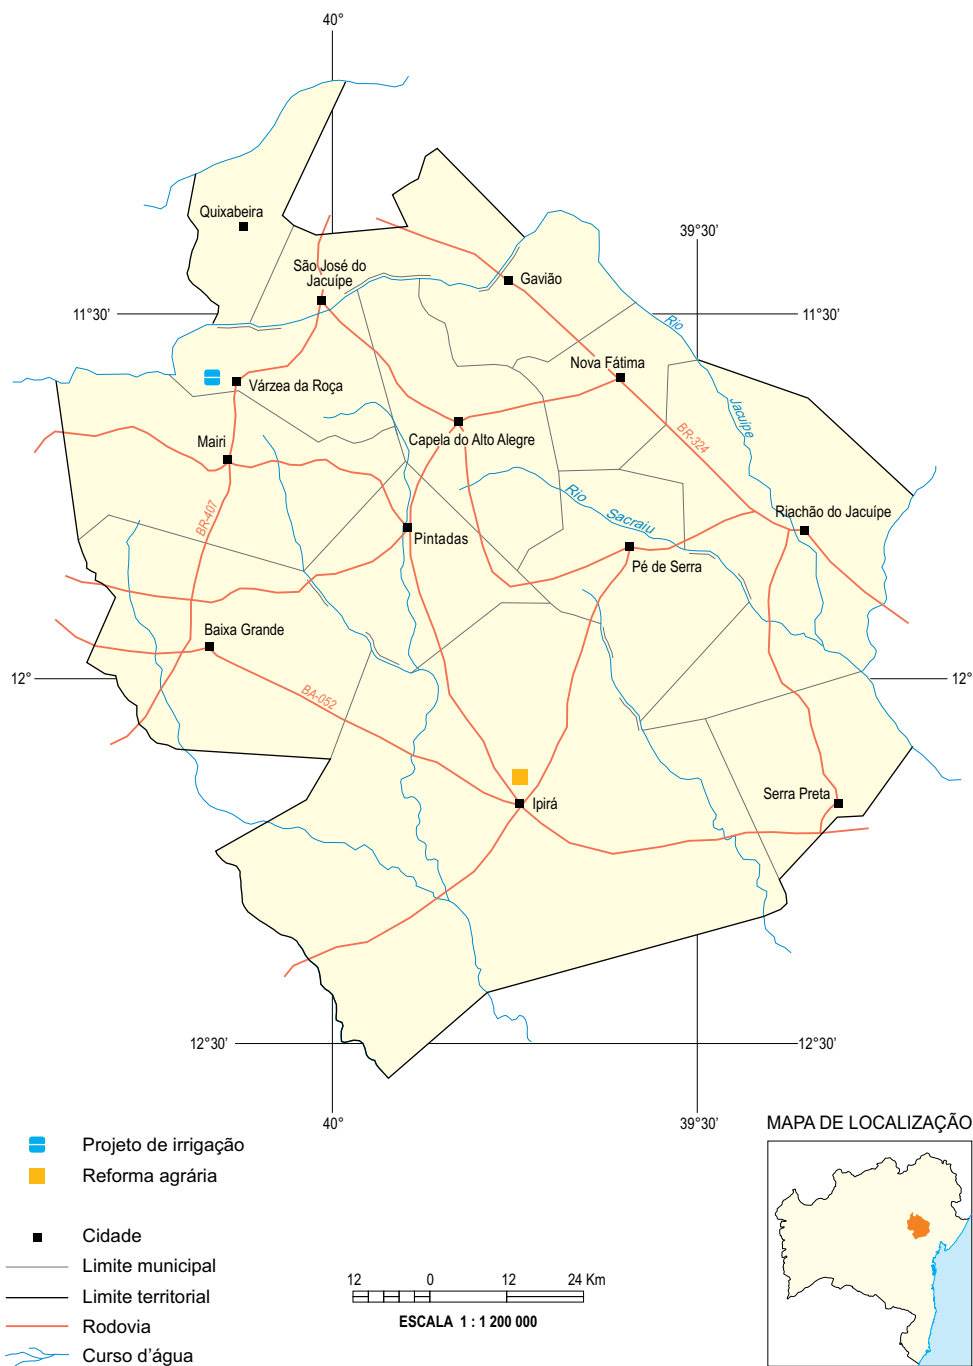 40°
Quixabeira
39°30'
São José do
Jacuípe
Gavião
11°30'
11°30'
Rio
Nova Fátima
Várzea da Roça
Jacuípe
Capela do Alto Alegre
BR-324
Mairi
Rio
Sacraiu
BR-407
Riachão do Jacuípe
Pintadas
Pé de Serra
Baixa Grande
12°
12°
BA-052
Serra Preta
Ipirá
12°30'
12°30'
40°
39°30'
MAPA DE LOCALIZAÇÃO
Projeto de irrigação
Reforma agrária
Cidade
Limite municipal
Limite territorial
Rodovia
Curso d'água
12 0 12 24 Km
ESCALA 1 : 1 200 000